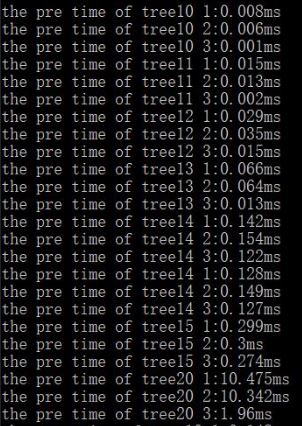 the pre time of tree10 1:0.008ms
the pre time of tree10 2:0.006ms
the pre time of tree10 3:0.001ms
the pre time of tree11 1:0.015ms
the pre time of tree11 2:0.013ms
the pre time of tree11 3:0.002ms
the pre time of tree12 1:0.029ms
the pre time of tree12 2:0.035ms
the pre time of tree12 3:0.015ms
the pre time of tree13 1:0.066ms
the pre time of tree13 2:0.064ms
the pre time of tree13 3:0.013ms
the pre time of tree14 1:0.142ms
the pre time of tree14 2:0.154ms
the pre time of tree14 3:0.122ms
the pre time of tree14 1:0.128ms
the pre time of tree14 2:0.149ms
the pre time of tree14 3:0.127ms
the pre time of tree15 1:0.299ms
the pre time of tree15 2:0.3ms
the pre time of tree15 3:0.274ms
the pre time of tree20 1:10.475ms
the pre time of tree20 2:10.342ms
the pre time of tree20 3:1.96ms